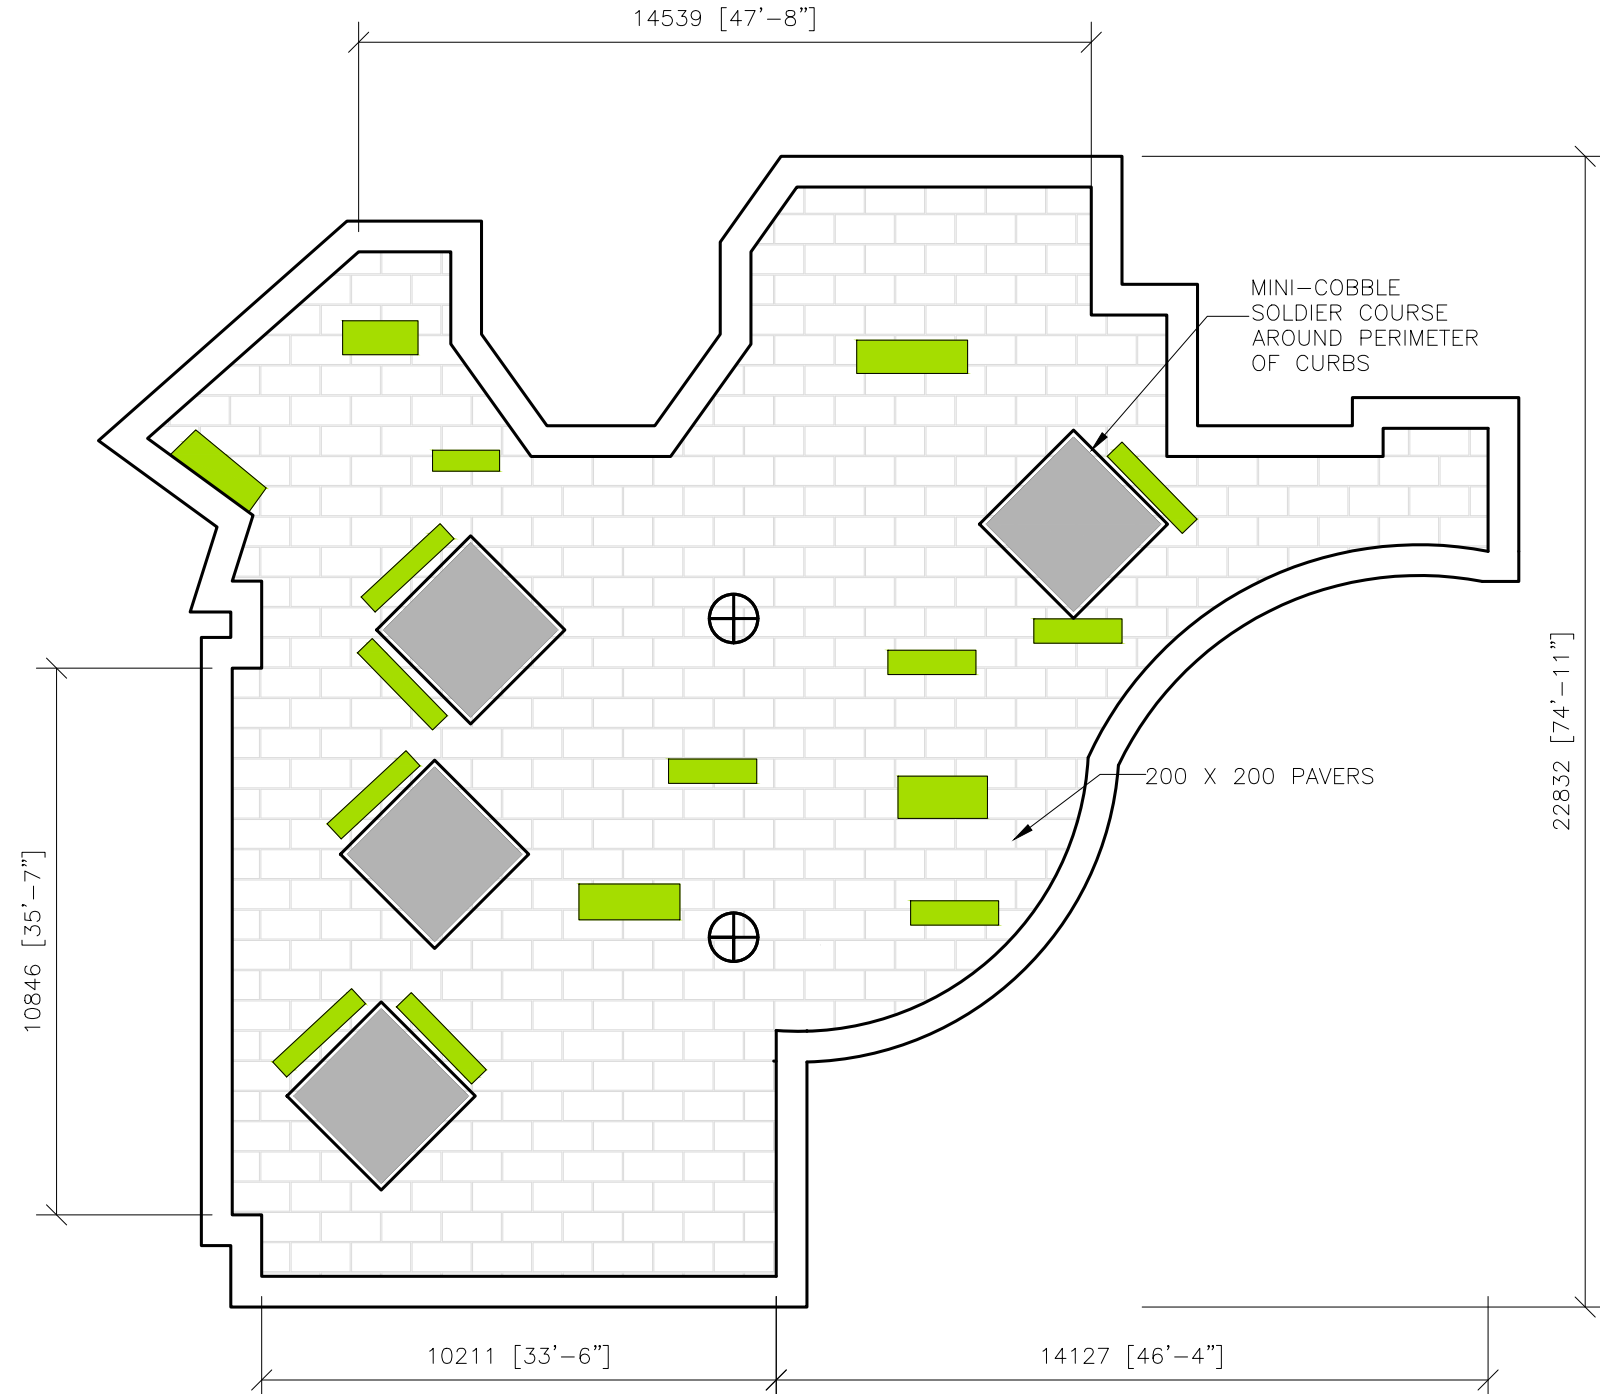 14539 [47'-8"]
MINI-COBBLE
SOLDIER COURSE
AROUND PERIMETER
OF CURBS
22832 [74'-11"]
200 X 200 PAVERS
10846 [35'-7"]
10211 [33'-6"]
14127 [46'-4"]